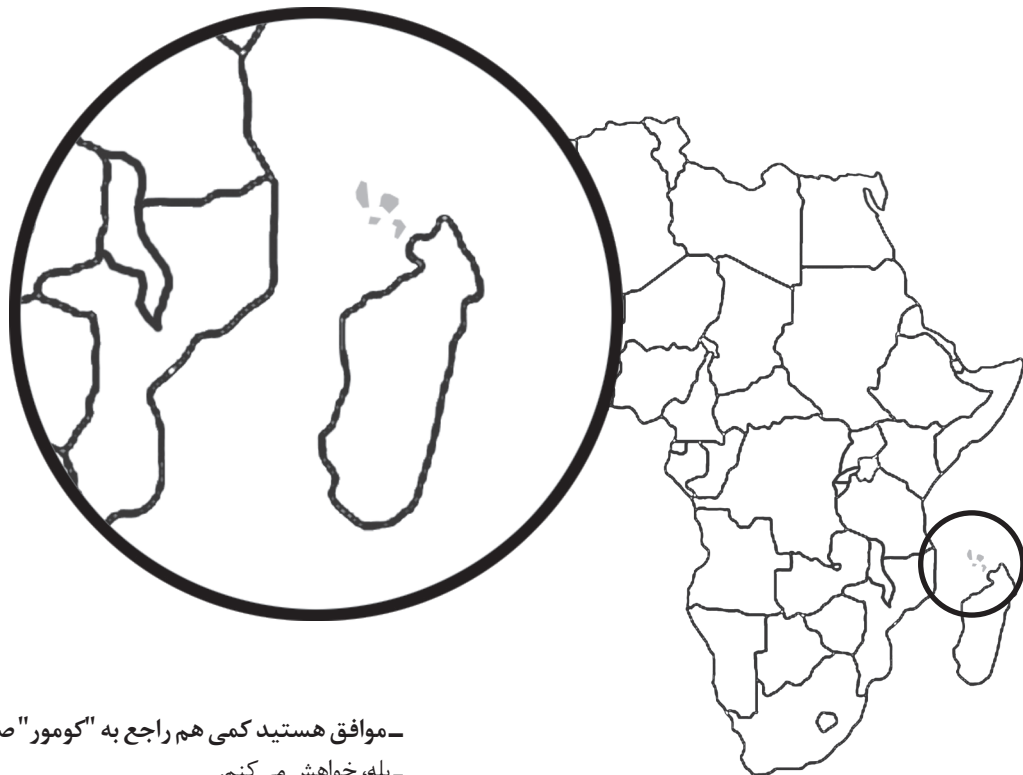 ـموافق هستید کمی هم راجع به "کومور"
ـبله، خواهش می‌کنم.